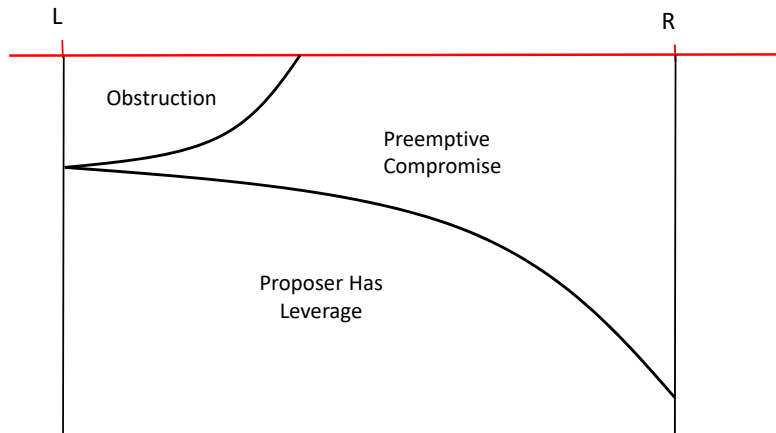 L
R
Obstruction
Preemptive
Compromise
Proposer Has
Leverage